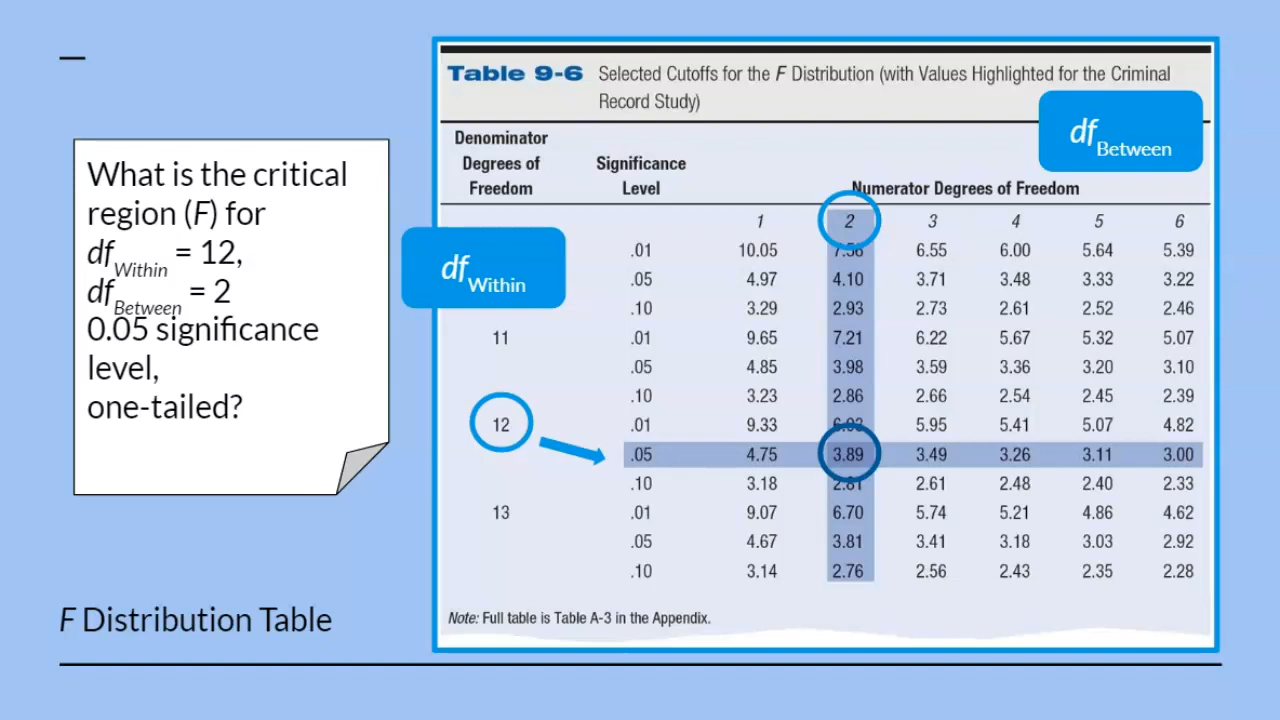 What is the critical
region (F) for
df Within = 12,
df Between = 2
0.05 significance
level,
one-tailed?
F Distribution Table
Table 9-6 Selected Cutoffs for the F Distribution (with Values Highlighted for the Criminal
Record Study)
df Between
Denominator
Degrees of
Freedom
Significance
Level
Numerator Degrees of Freedom
df Within
1 2 3 4 5 6
.01 10.05 7.56 6.55 6.00 5.64 5.39
.05 4.97 4.10 3.71 3.48 3.33 3.22
.10 3.29 2.93 2.73 2.61 2.52 2.46
11 .01 9.65 7.21 6.22 5.67 5.32 5.07
.05 4.85 3.98 3.59 3.36 3.20 3.10
.10 3.23 2.86 2.66 2.54 2.45 2.39
12 .01 9.33 6.93 5.95 5.41 5.07 4.82
.05 4.75 3.89 3.49 3.26 3.11 3.00
.10 3.18 2.81 2.61 2.48 2.40 2.33
13 .01 9.07 6.70 5.74 5.21 4.86 4.62
.05 4.67 3.81 3.41 3.18 3.03 2.92
.10 3.14 2.76 2.56 2.43 2.35 2.28
Note: Full table is Table A-3 in the Appendix.